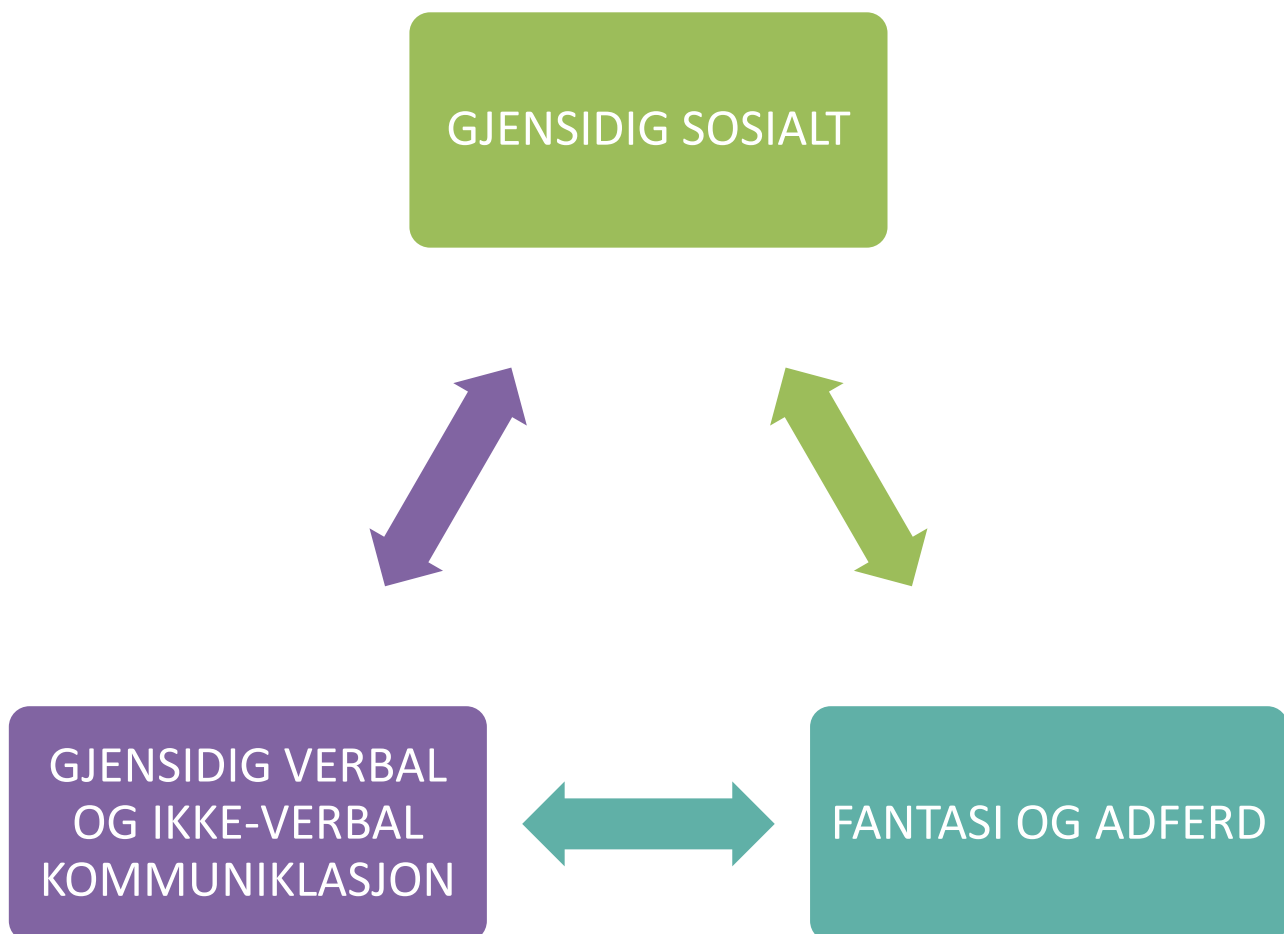 GJENSIDIG SOSIALT
GJENSIDIG VERBAL
OG IKKE-VERBAL
KOMMUNIKLASJON
FANTASI OG ADFERD